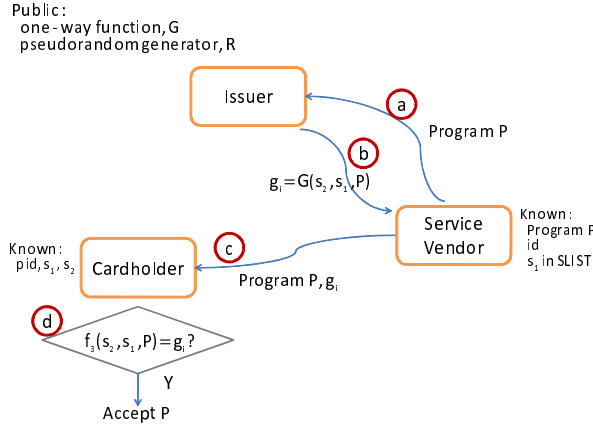 Public :
one-way function, G
pseudorandom generator, R
Issuer
a
Program P
b
gᵢ=G(s₂,s₁,P)
Service
Vendor
Known :
Program P
id
s₁ in SLIST
Known :
pid, s₁, s₂
Cardholder
c
Program P, gᵢ
d
f₃(s₂,s₁,P)=gᵢ?
Y
Accept P